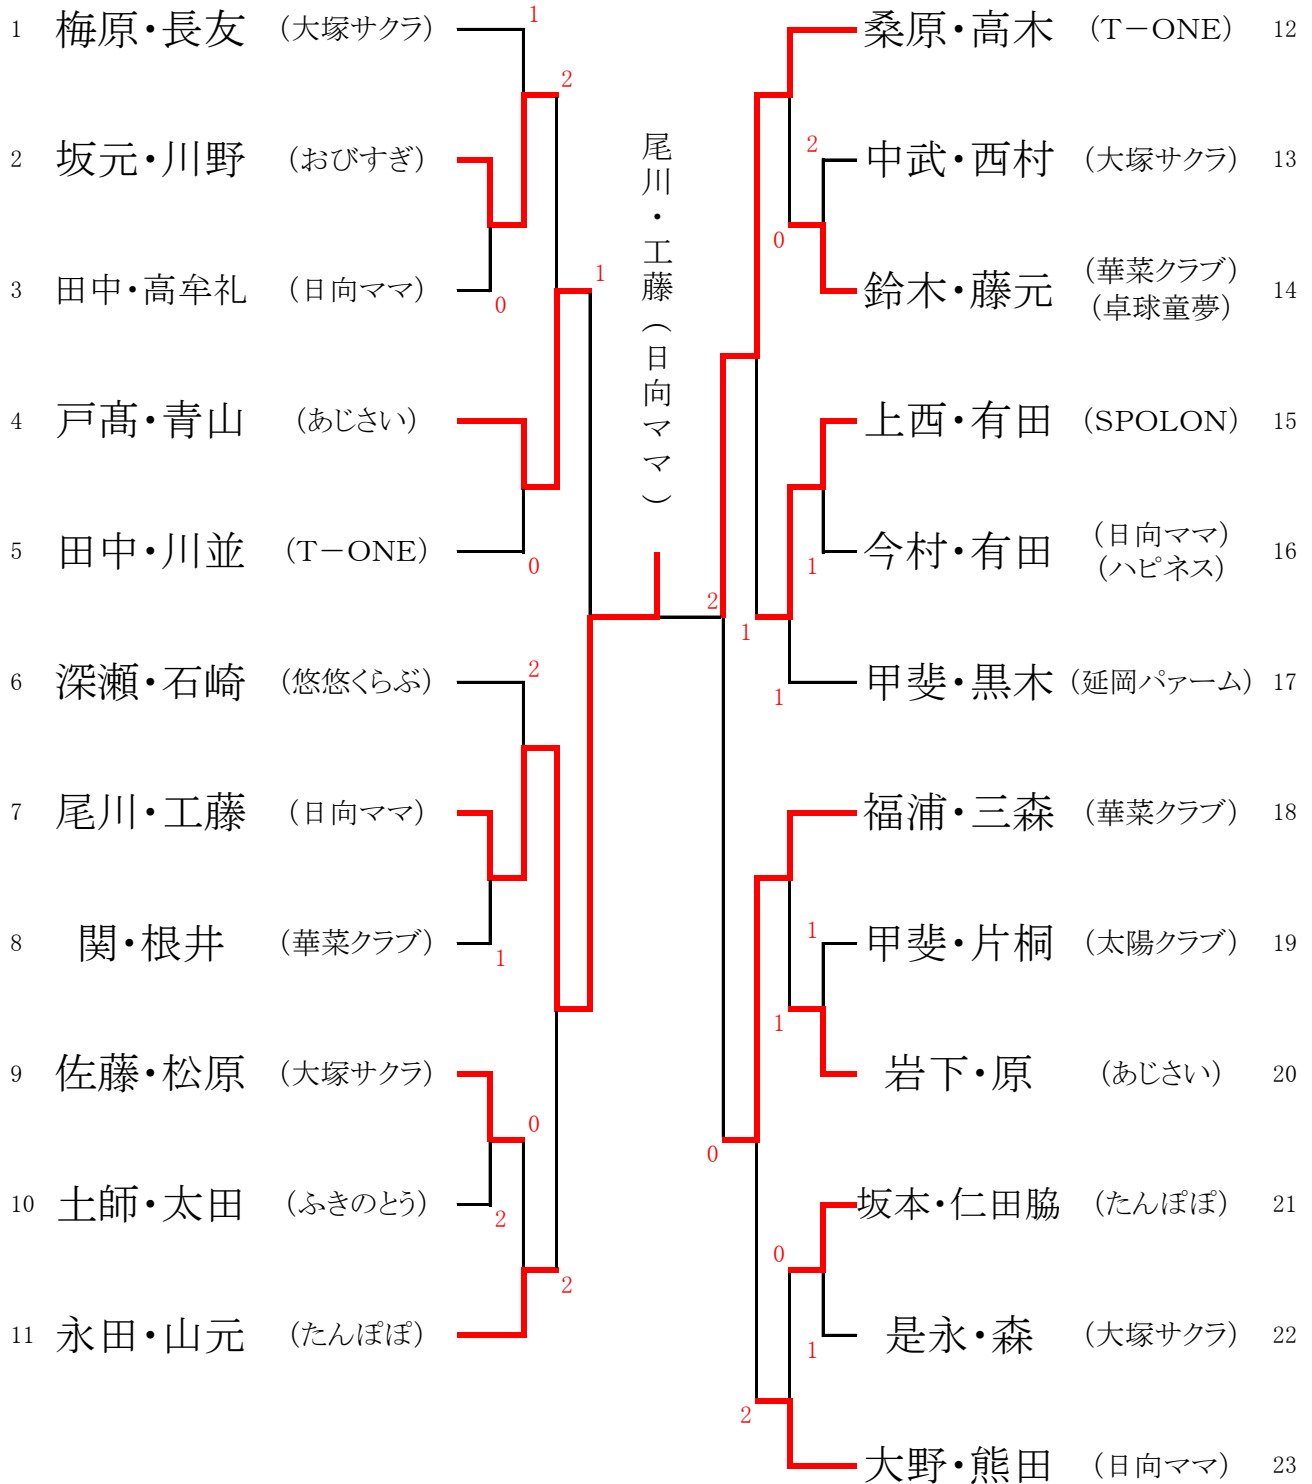 1 梅原・長友 (大塚サクラ)
1
2
2 坂元・川野 (おびすぎ)
3 田中・高牟礼 (日向ママ)
0
1
4 戸髙・青山 (あじさい)
5 田中・川並 (T－ONE)
0
6 深瀬・石崎 (悠悠くらぶ)
2
7 尾川・工藤 (日向ママ)
8 関・根井 (華菜クラブ)
1
9 佐藤・松原 (大塚サクラ)
0
10 土師・太田 (ふきのとう)
2
2
11 永田・山元 (たんぽぽ)
尾川・工藤(日向ママ)
桑原・高木 (T－ONE) 12
2
中武・西村 (大塚サクラ) 13
0
鈴木・藤元 (華菜クラブ) 14
(卓球童夢)
上西・有田 (SPOLON) 15
今村・有田 (日向ママ) 16
(ハピネス)
1
2
1
甲斐・黒木 (延岡パァーム) 17
1
福浦・三森 (華菜クラブ) 18
1
甲斐・片桐 (太陽クラブ) 19
1
岩下・原 (あじさい) 20
0
坂本・仁田脇 (たんぽぽ) 21
0
是永・森 (大塚サクラ) 22
1
2
大野・熊田 (日向ママ) 23